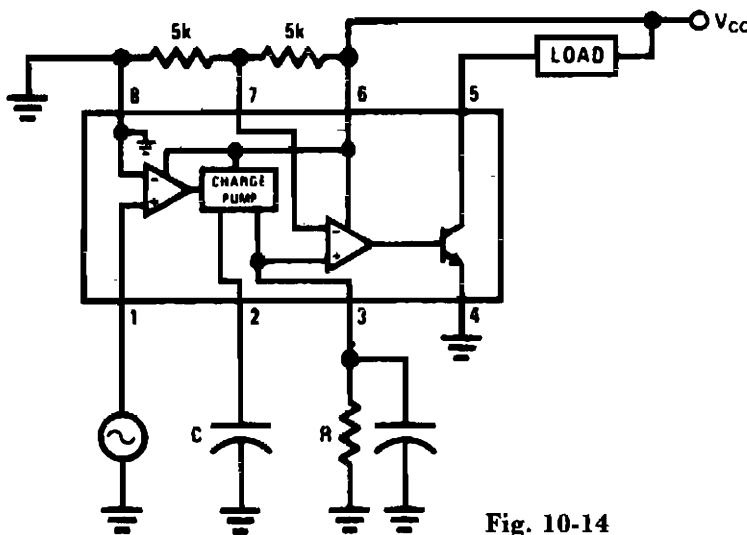 5k 5k VCC
LOAD
8 7 6 5
-
+
CHARGE
PUMP
-
+
1 2 3 4
C R
Fig. 10-14